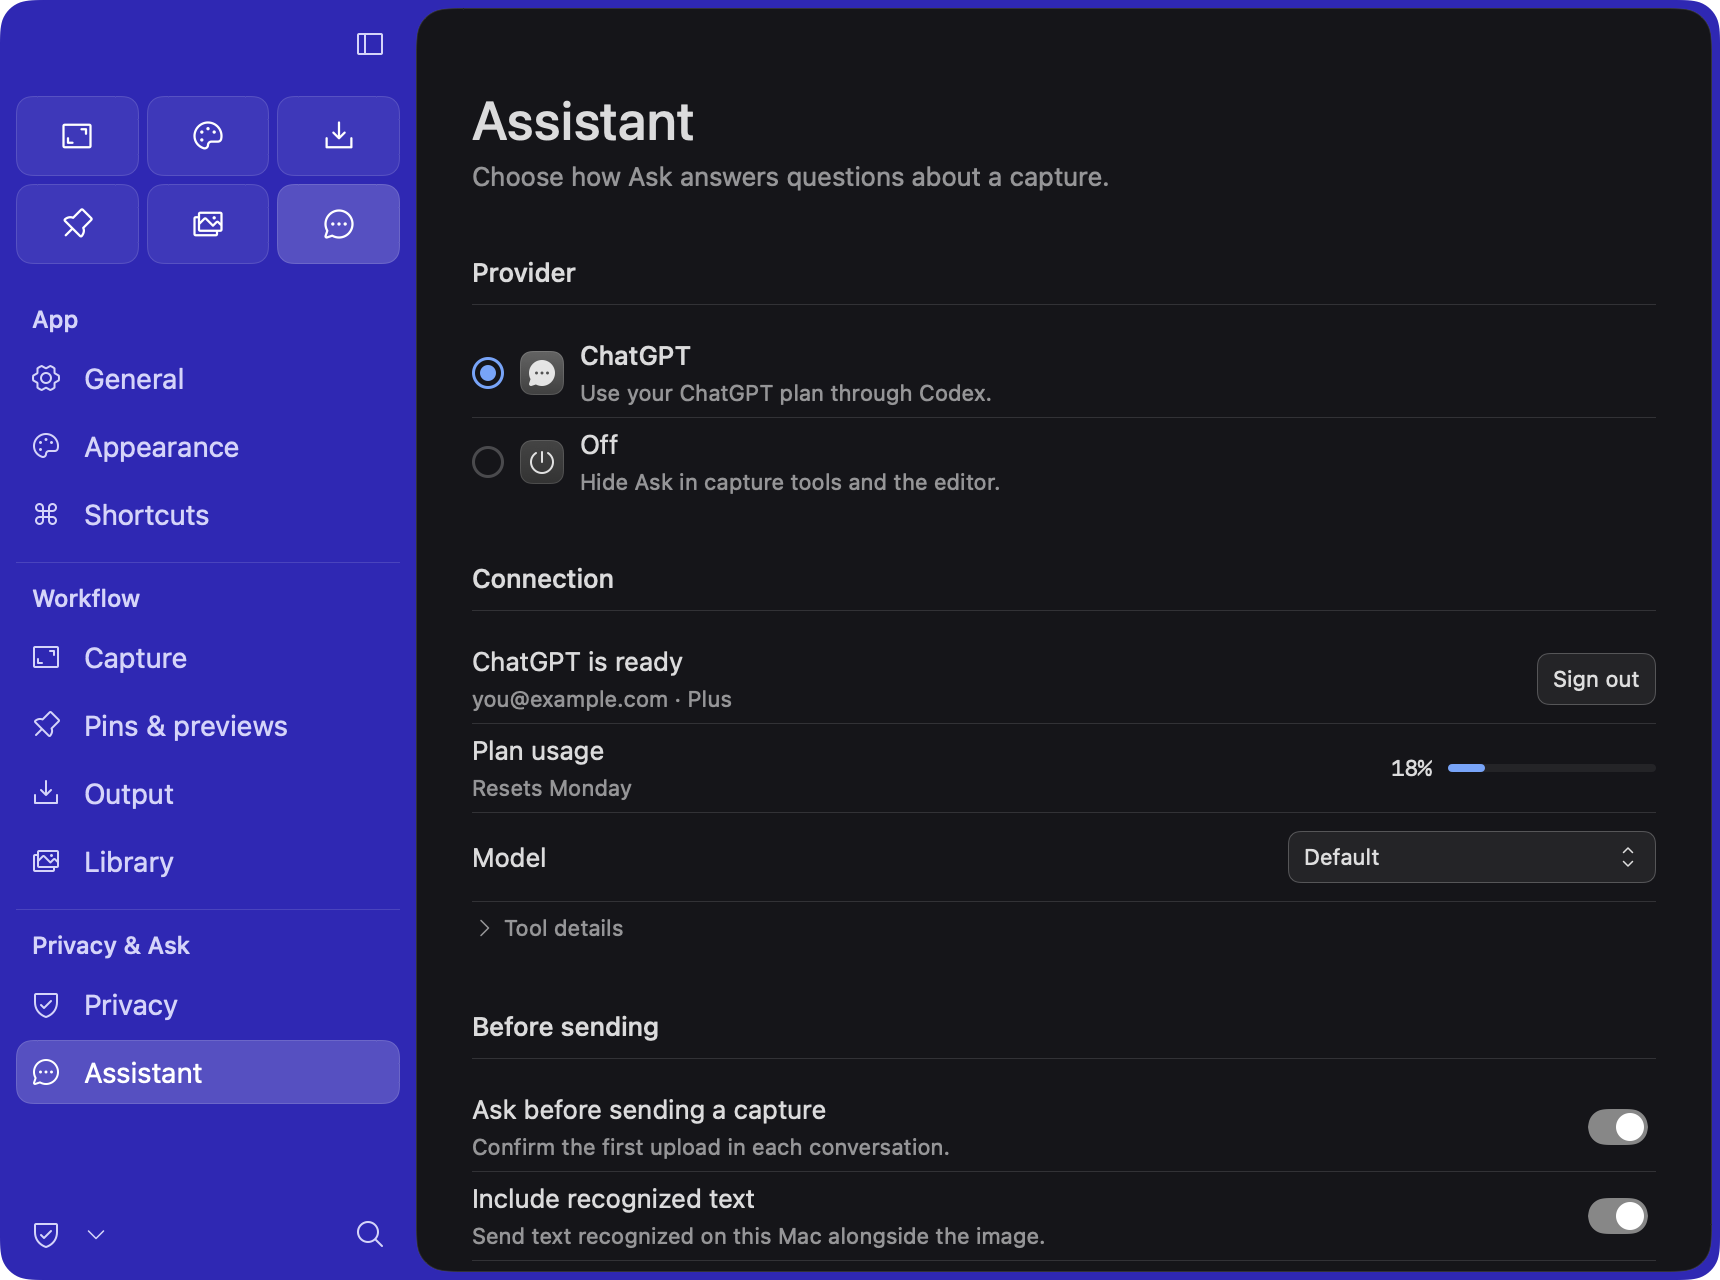 App
General
Appearance
Shortcuts
Workflow
Capture
Pins & previews
Output
Library
Privacy & Ask
Privacy
Assistant
Assistant
Choose how Ask answers questions about a capture.
Provider
ChatGPT
Use your ChatGPT plan through Codex.
Off
Hide Ask in capture tools and the editor.
Connection
ChatGPT is ready
you@example.com · Plus
Sign out
Plan usage
Resets Monday
18%
Model
Default
Tool details
Before sending
Ask before sending a capture
Confirm the first upload in each conversation.
Include recognized text
Send text recognized on this Mac alongside the image.